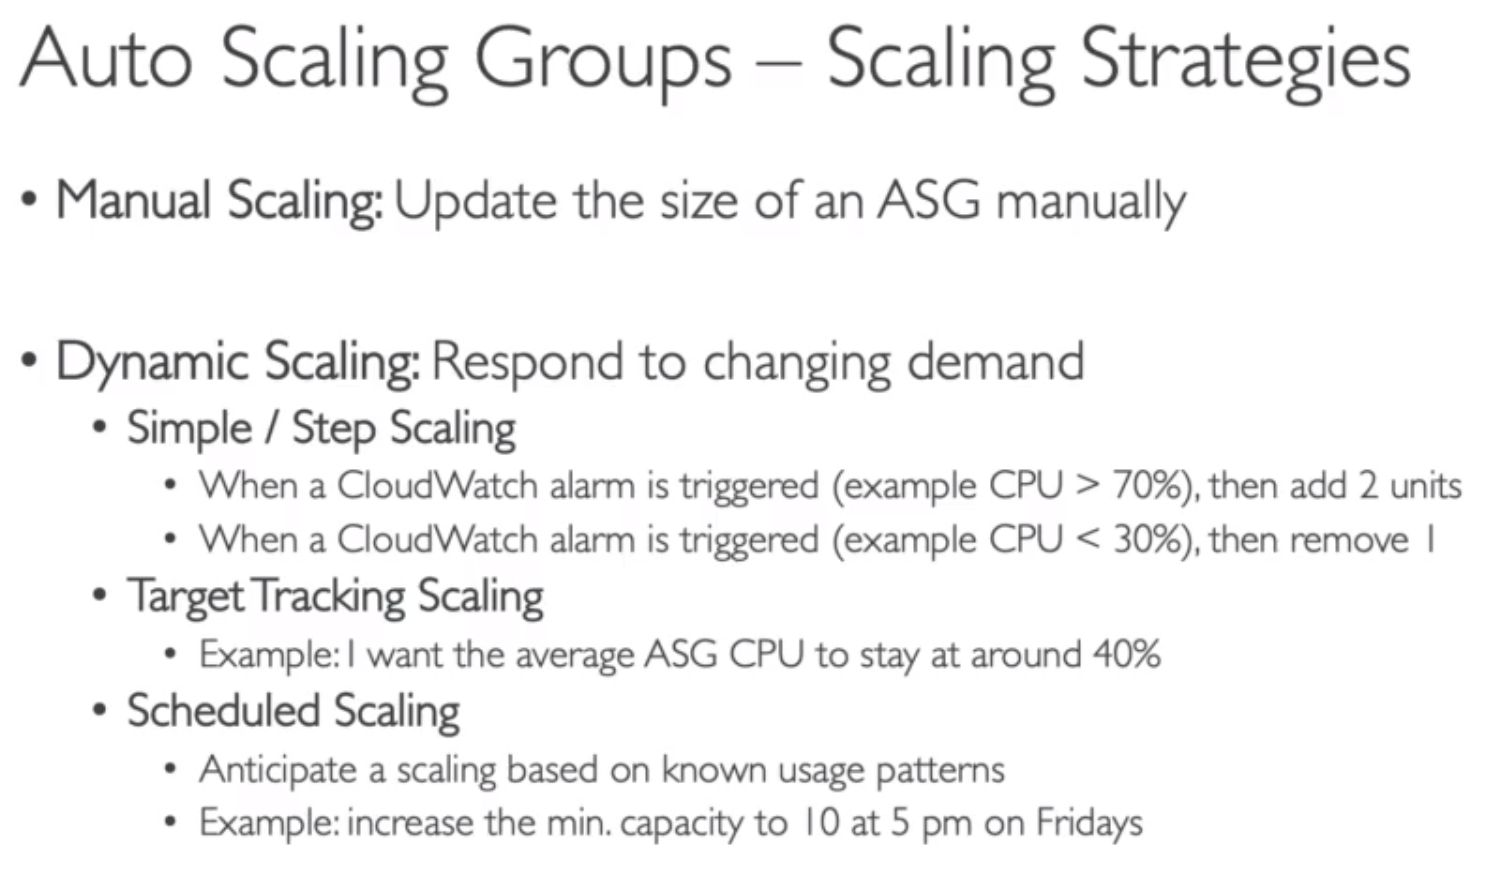 Auto Scaling Groups – Scaling Strategies
• Manual Scaling: Update the size of an ASG manually
• Dynamic Scaling: Respond to changing demand
• Simple / Step Scaling
• When a CloudWatch alarm is triggered (example CPU > 70%), then add 2 units
• When a CloudWatch alarm is triggered (example CPU < 30%), then remove 1
• Target Tracking Scaling
• Example: I want the average ASG CPU to stay at around 40%
• Scheduled Scaling
• Anticipate a scaling based on known usage patterns
• Example: increase the min. capacity to 10 at 5 pm on Fridays